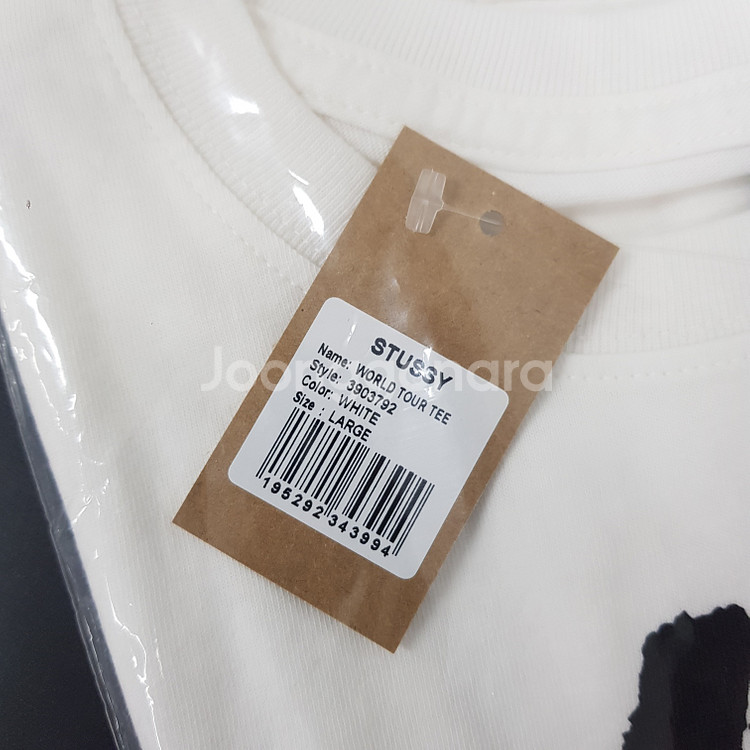 STUSSY
Name: WORLD TOUR TEE
Style: 3903792
Color: WHITE
Size : LARGE
195292 343994